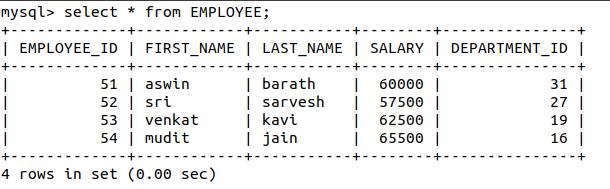 mysql> select * from EMPLOYEE;
+-------------+------------+-----------+--------+---------------+
| EMPLOYEE_ID | FIRST_NAME | LAST_NAME | SALARY | DEPARTMENT_ID |
+-------------+------------+-----------+--------+---------------+
|          51 | aswin      | barath    |  60000 |            31 |
|          52 | sri        | sarvesh   |  57500 |            27 |
|          53 | venkat     | kavi      |  62500 |            19 |
|          54 | mudit      | jain      |  65500 |            16 |
+-------------+------------+-----------+--------+---------------+
4 rows in set (0.00 sec)